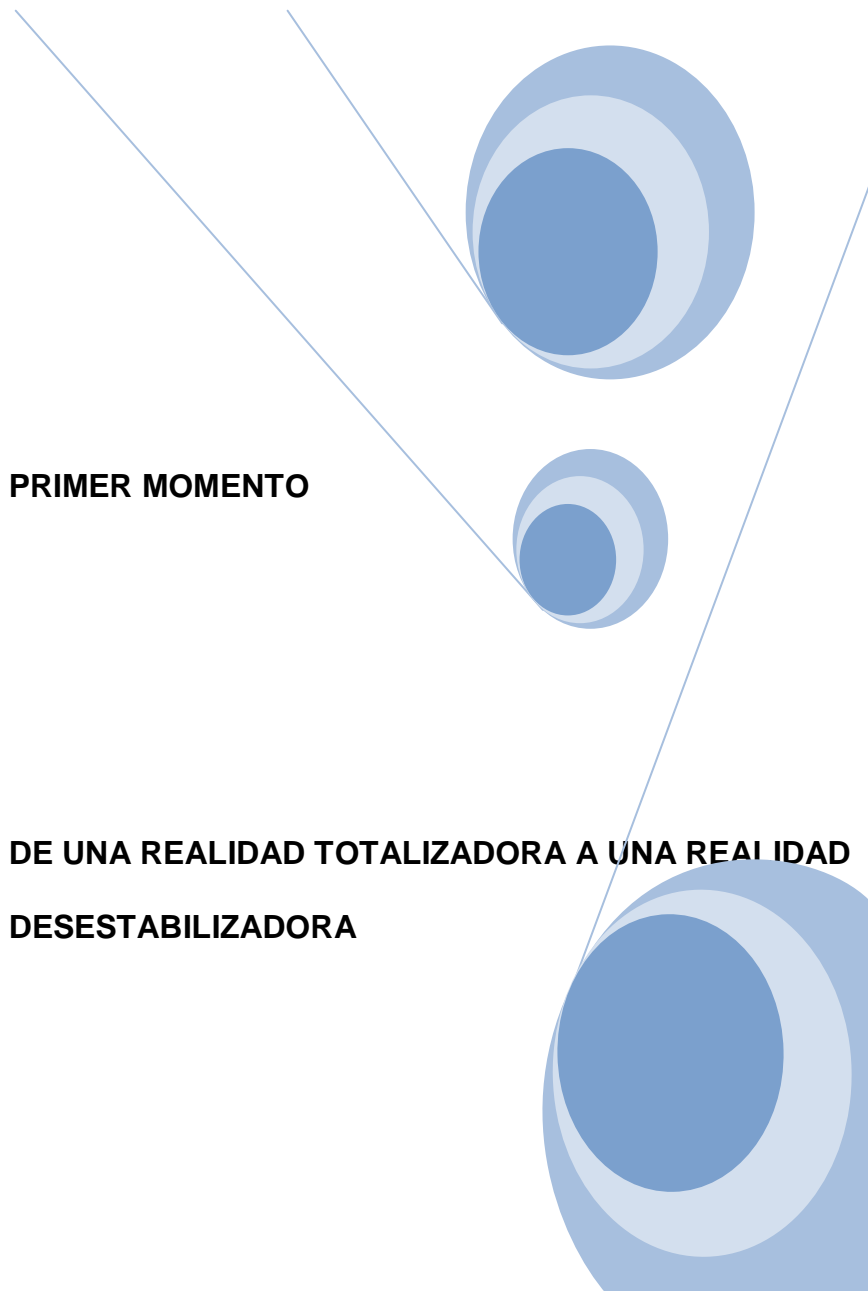 PRIMER MOMENTO
DE UNA REALIDAD TOTALIZADORA A UNA REALIDAD
DESESTABILIZADORA